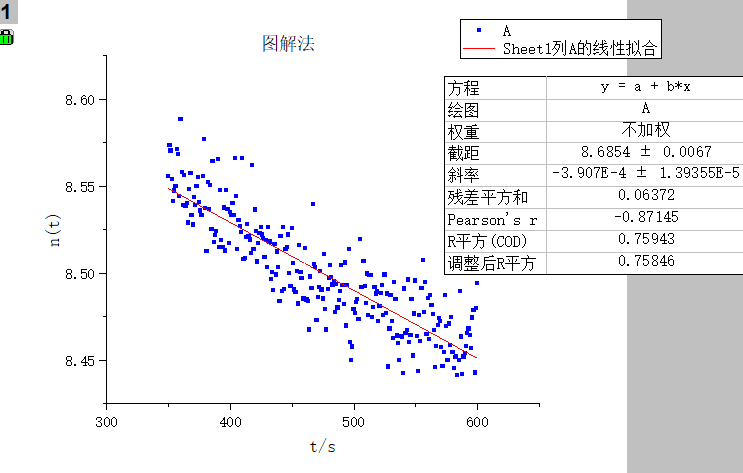 1
图解法
A
Sheet1列A的线性拟合
方程 y = a + b*x
绘图 A
权重 不加权
截距 8.6854 ± 0.0067
斜率 -3.907E-4 ± 1.39355E-5
残差平方和 0.06372
Pearson's r -0.87145
R平方(COD) 0.75943
调整后R平方 0.75846
8.60
8.55
8.50
8.45
n(t)
300 400 500 600
t/s